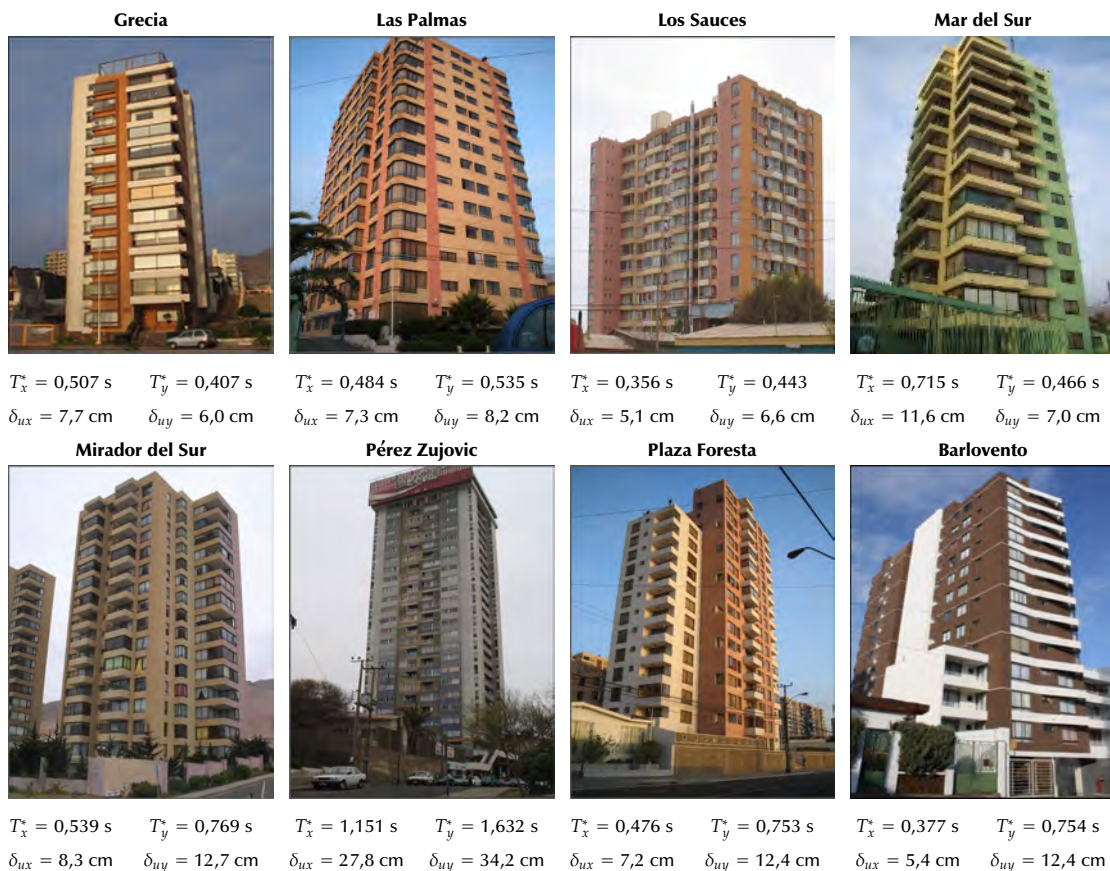 Grecia Las Palmas Los Sauces Mar del Sur
T*x = 0,507 s T*y = 0,407 s T*x = 0,484 s T*y = 0,535 s T*x = 0,356 s T*y = 0,443 T*x = 0,715 s T*y = 0,466 s
δux = 7,7 cm δuy = 6,0 cm δux = 7,3 cm δuy = 8,2 cm δux = 5,1 cm δuy = 6,6 cm δux = 11,6 cm δuy = 7,0 cm
Mirador del Sur Pérez Zujovic Plaza Foresta Barlovento
T*x = 0,539 s T*y = 0,769 s T*x = 1,151 s T*y = 1,632 s T*x = 0,476 s T*y = 0,753 s T*x = 0,377 s T*y = 0,754 s
δux = 8,3 cm δuy = 12,7 cm δux = 27,8 cm δuy = 34,2 cm δux = 7,2 cm δuy = 12,4 cm δux = 5,4 cm δuy = 12,4 cm